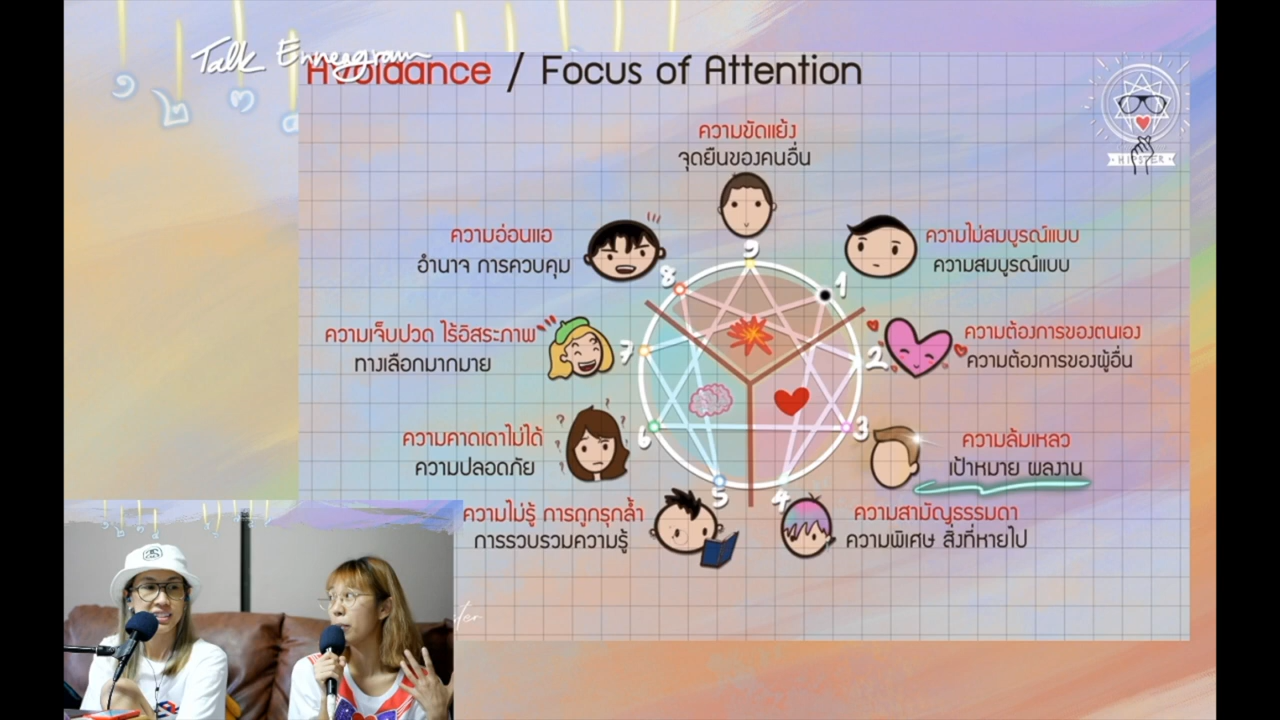 Talk Enneagram
๑ ๒ ๓
Avoidance / Focus of Attention
HIPSTER
ความขัดแย้ง
จุดยืนของคนอื่น
9
ความอ่อนแอ
อำนาจ การควบคุม
8
ความไม่สมบูรณ์แบบ
ความสมบูรณ์แบบ
1
ความเจ็บปวด ไร้อิสระภาพ
ทางเลือกมากมาย
7
ความต้องการของตนเอง
ความต้องการของผู้อื่น
2
ความคาดเดาไม่ได้
ความปลอดภัย
6
ความล้มเหลว
เป้าหมาย ผลงาน
3
ความไม่รู้ การถูกรุกล้ำ
การรวบรวมความรู้
5
ความสามัญธรรมดา
ความพิเศษ สิ่งที่หายไป
4